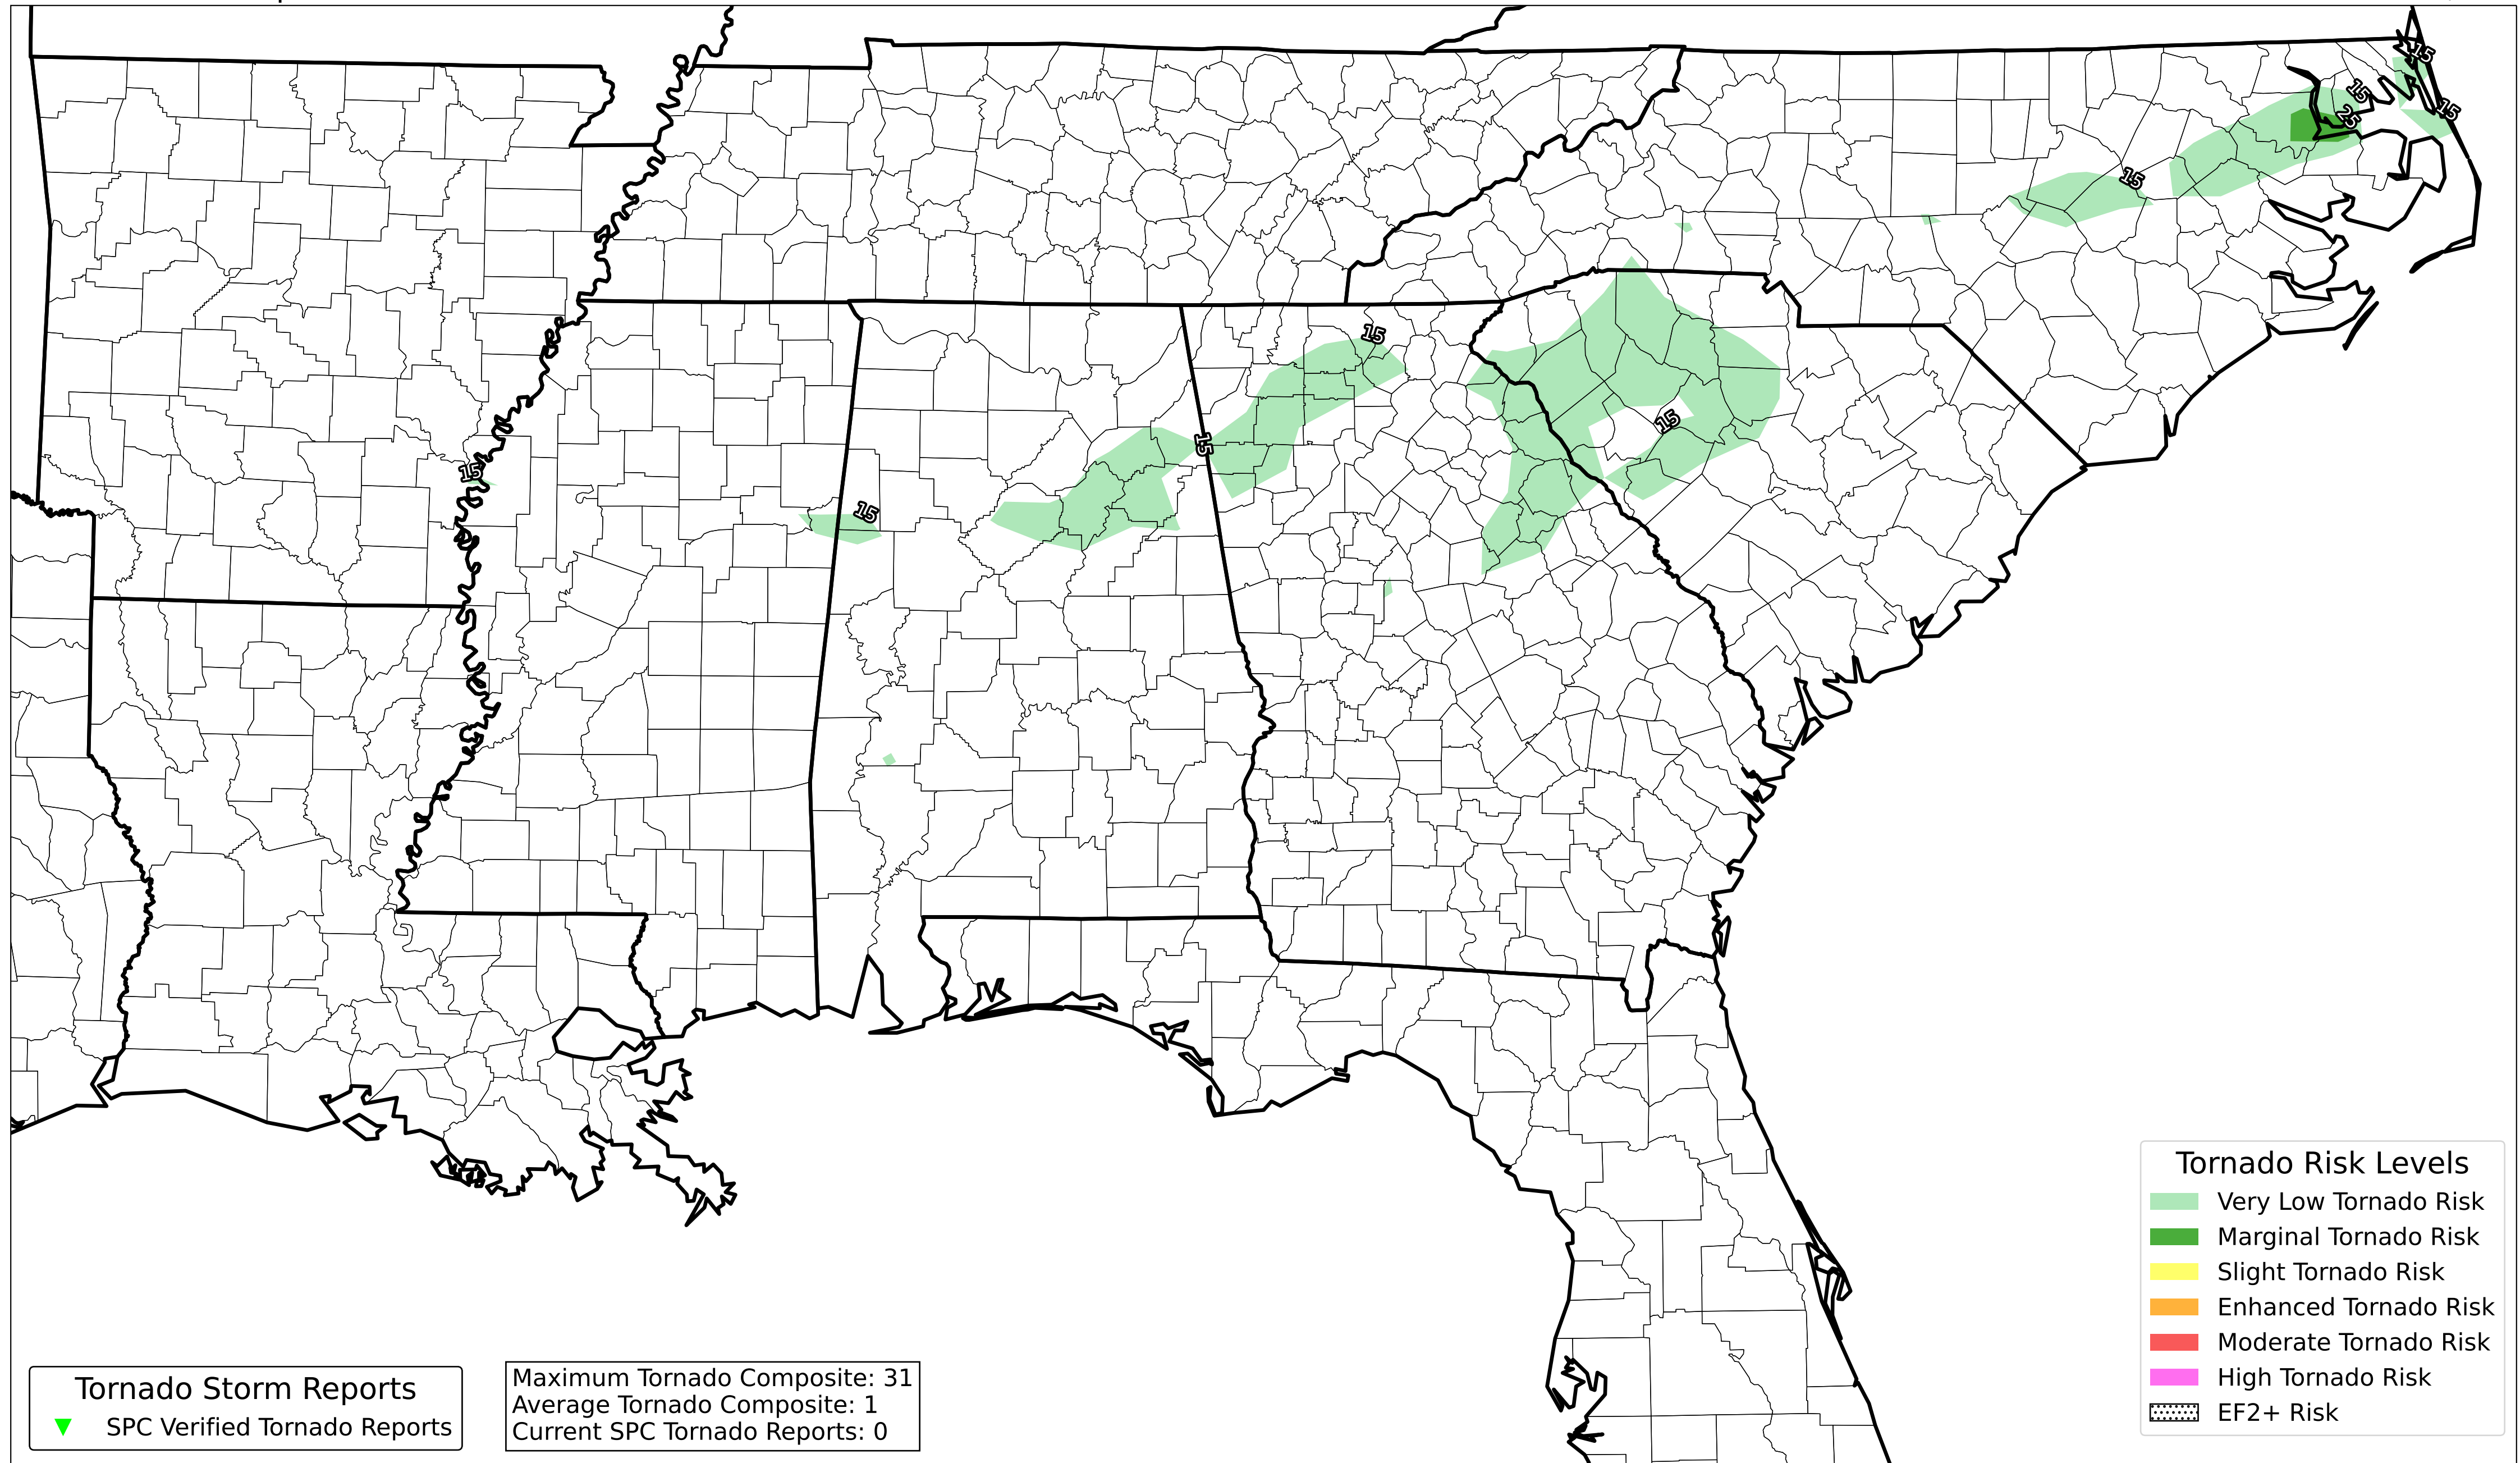 15
15
15
25
15
15
15
15
15
15
Tornado Risk Levels
Very Low Tornado Risk
Marginal Tornado Risk
Slight Tornado Risk
Enhanced Tornado Risk
Moderate Tornado Risk
High Tornado Risk
EF2+ Risk
Tornado Storm Reports
SPC Verified Tornado Reports
Maximum Tornado Composite: 31
Average Tornado Composite: 1
Current SPC Tornado Reports: 0